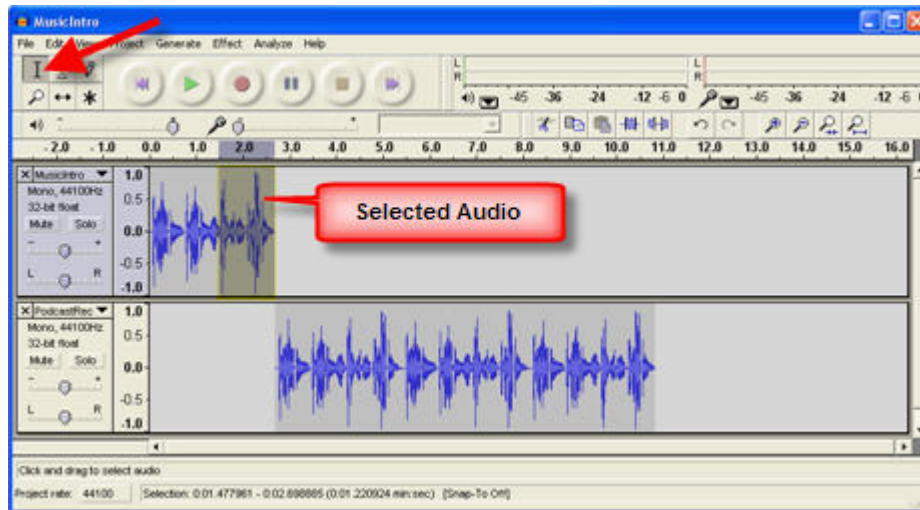 MusicIntro
File Edit View Project Generate Effect Analyze Help
L
R
L
R
-45 -36 -24 -12 -6 0
-45 -36 -24 -12 -6
-2.0 -1.0 0.0 1.0 2.0 3.0 4.0 5.0 6.0 7.0 8.0 9.0 10.0 11.0 12.0 13.0 14.0 15.0 16.0
MusicIntro
Mono, 44100Hz
32-bit float
Mute Solo
- +
L R
1.0
0.5
0.0
-0.5
-1.0
Selected Audio
PodcastRec
Mono, 44100Hz
32-bit float
Mute Solo
- +
L R
1.0
0.5
0.0
-0.5
-1.0
Click and drag to select audio
Project rate: 44100 Selection: 0:01.477961 - 0:02.698885 (0:01.220924 min:sec) [Snap-To Off]